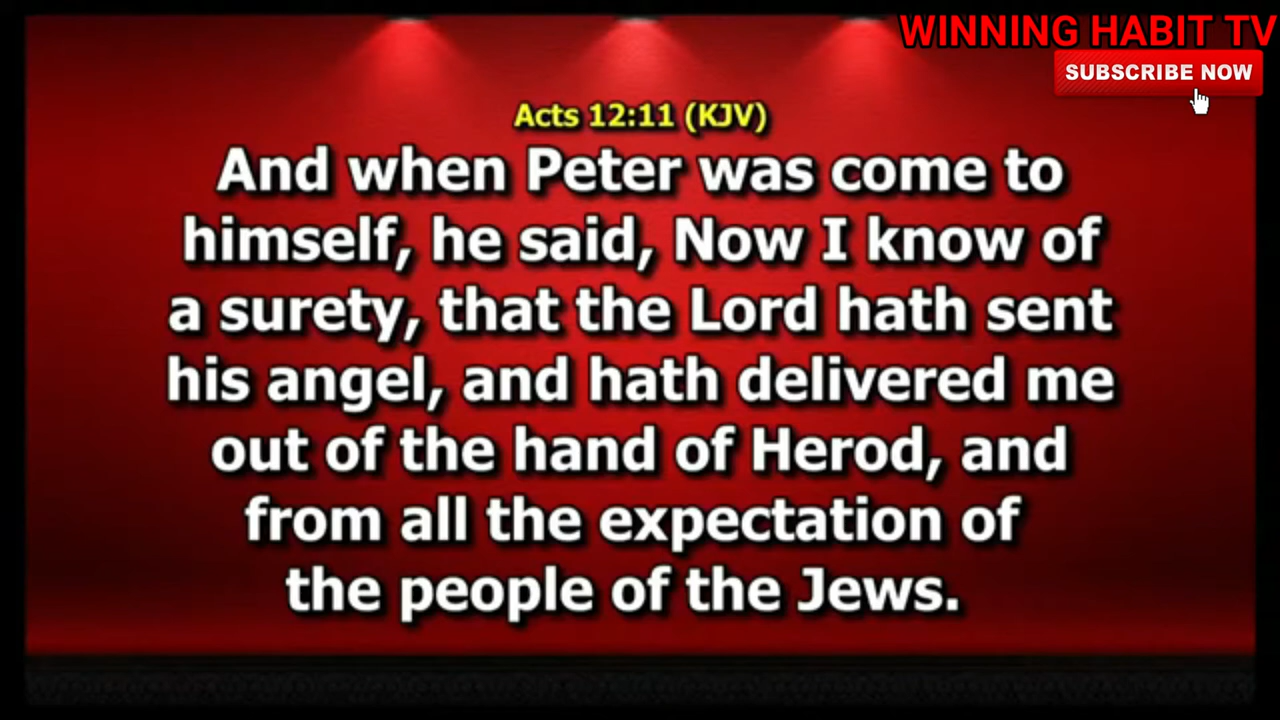 WINNING HABIT TV
SUBSCRIBE NOW
Acts 12:11 (KJV)
And when Peter was come to
himself, he said, Now I know of
a surety, that the Lord hath sent
his angel, and hath delivered me
out of the hand of Herod, and
from all the expectation of
the people of the Jews.